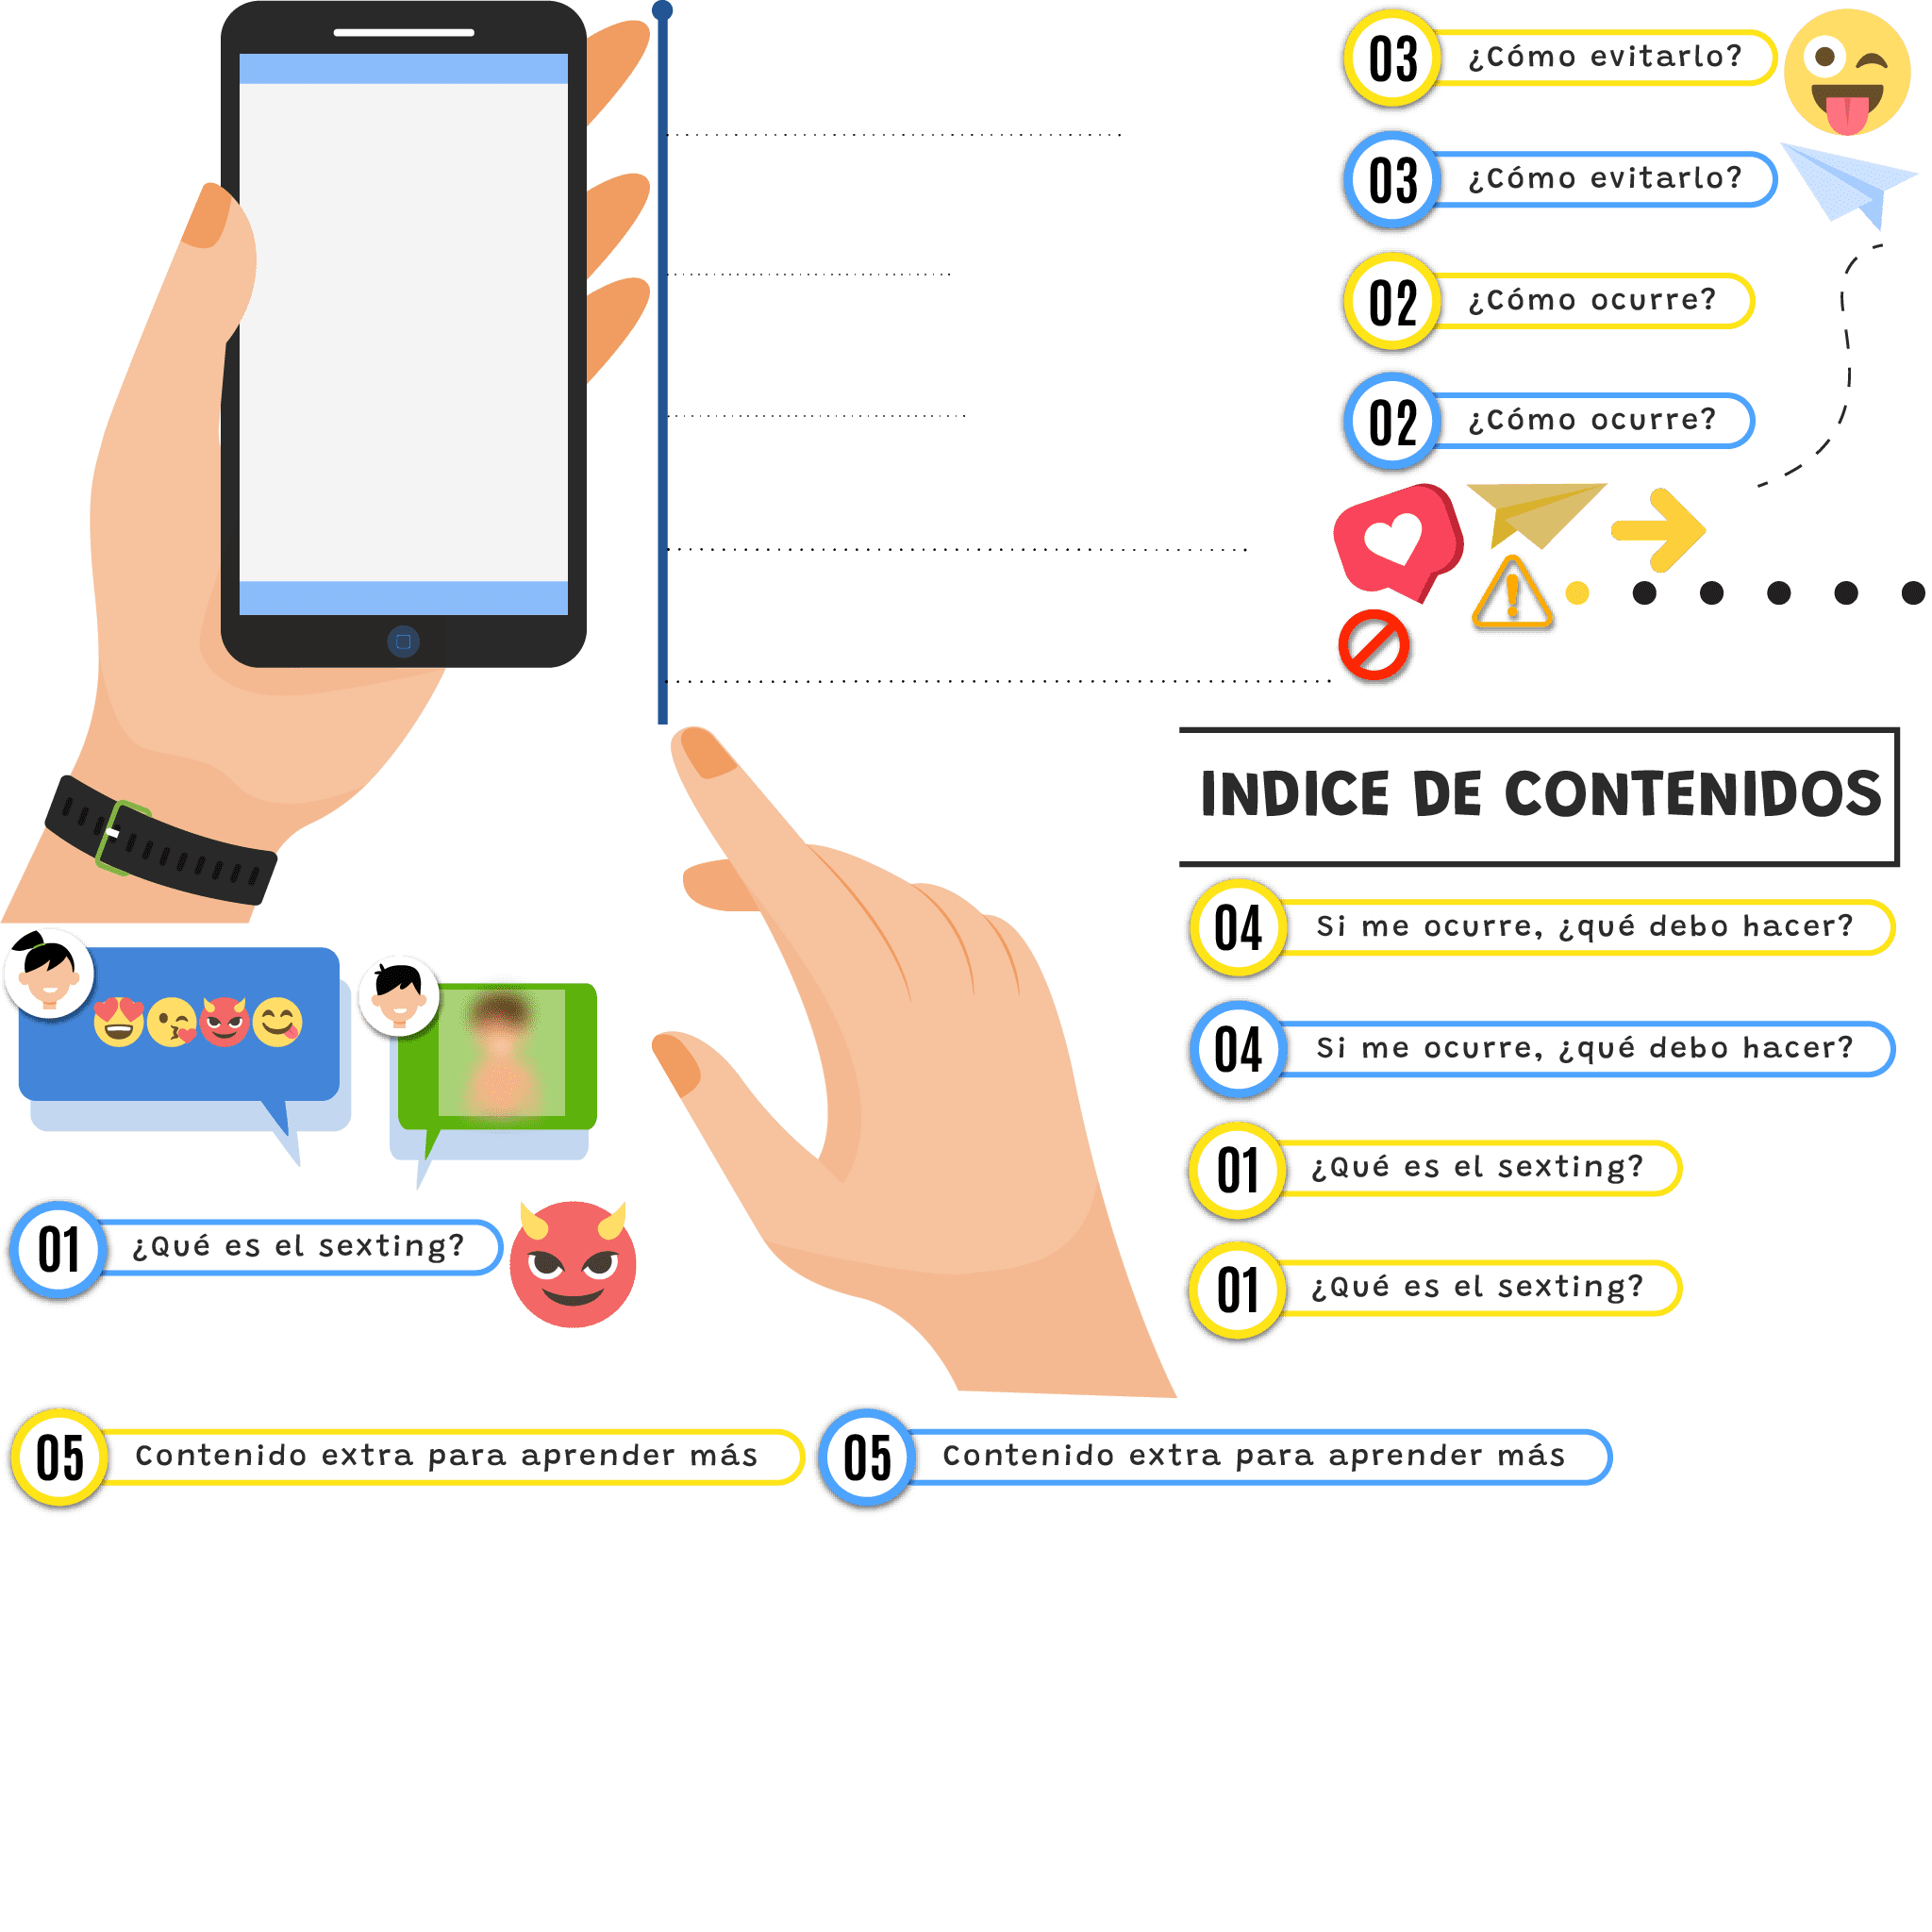 03 ¿Cómo evitarlo?
03 ¿Cómo evitarlo?
02 ¿Cómo ocurre?
02 ¿Cómo ocurre?
INDICE DE CONTENIDOS
04 Si me ocurre, ¿qué debo hacer?
04 Si me ocurre, ¿qué debo hacer?
01 ¿Qué es el sexting?
01 ¿Qué es el sexting?
01 ¿Qué es el sexting?
05 Contenido extra para aprender más
05 Contenido extra para aprender más